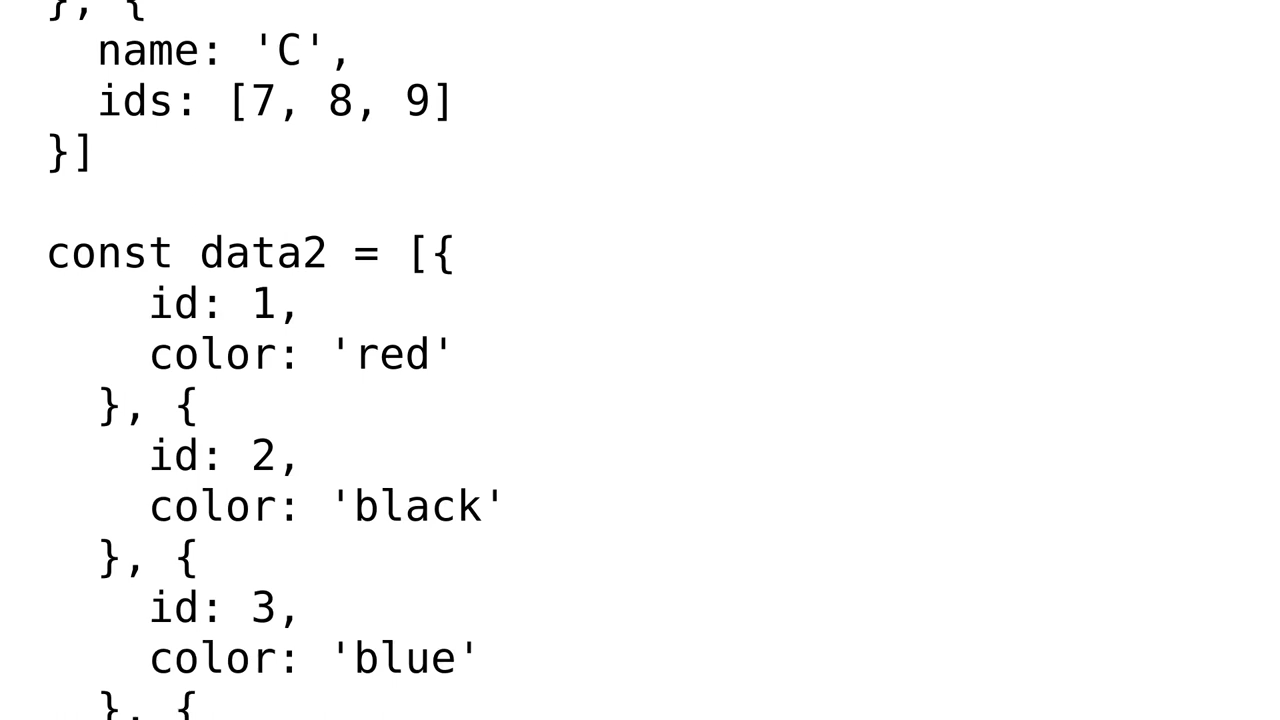 }, {
  name: 'C',
  ids: [7, 8, 9]
}]

const data2 = [{
    id: 1,
    color: 'red'
  }, {
    id: 2,
    color: 'black'
  }, {
    id: 3,
    color: 'blue'
  }, {